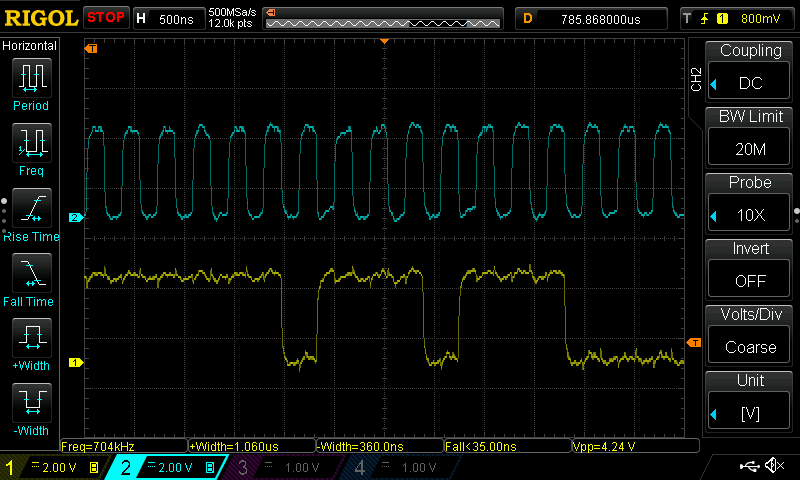 RIGOL STOP H 500ns 500MSa/s 12.0k pts D 785.868000us T 1 800mV
Horizontal
Period
Freq
Rise Time
Fall Time
+Width
-Width
T
T
2
1
CH2
Coupling
DC
BW Limit
20M
Probe
10X
Invert
OFF
Volts/Div
Coarse
Unit
[V]
Freq=704kHz +Width=1.060us -Width=360.0ns Fall<35.00ns Vpp=4.24 V
1 2.00 V B 2 2.00 V B 3 1.00 V 4 1.00 V